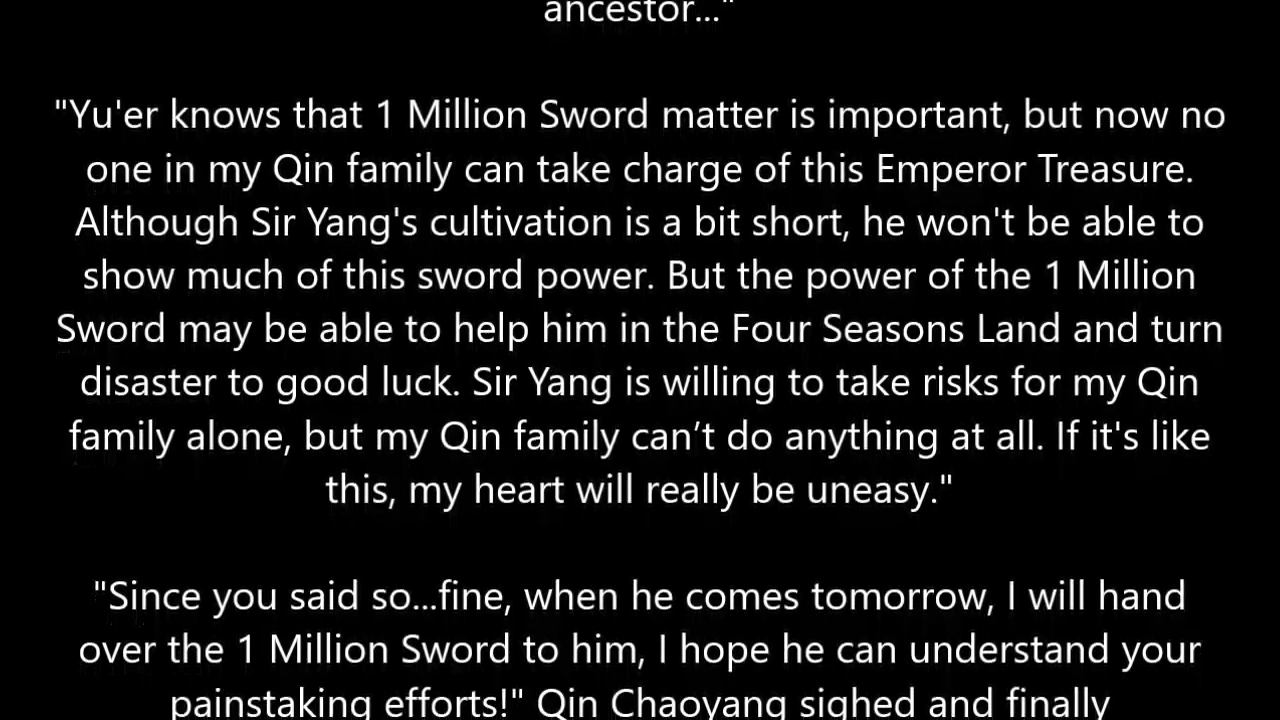 ancestor..."
"Yu'er knows that 1 Million Sword matter is important, but now no
one in my Qin family can take charge of this Emperor Treasure.
Although Sir Yang's cultivation is a bit short, he won't be able to
show much of this sword power. But the power of the 1 Million
Sword may be able to help him in the Four Seasons Land and turn
disaster to good luck. Sir Yang is willing to take risks for my Qin
family alone, but my Qin family can’t do anything at all. If it's like
this, my heart will really be uneasy."
"Since you said so...fine, when he comes tomorrow, I will hand
over the 1 Million Sword to him, I hope he can understand your
painstaking efforts!" Qin Chaoyang sighed and finally